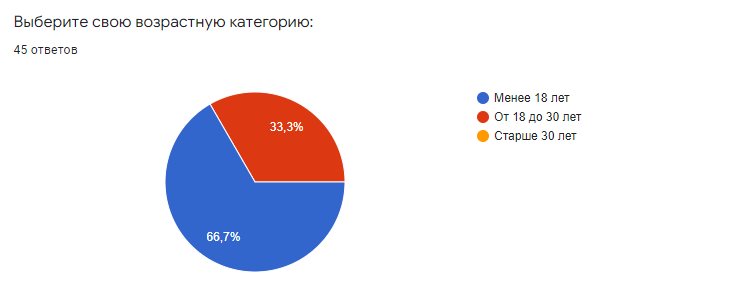 Выберите свою возрастную категорию:
45 ответов
Менее 18 лет
От 18 до 30 лет
Старше 30 лет
33,3%
66,7%